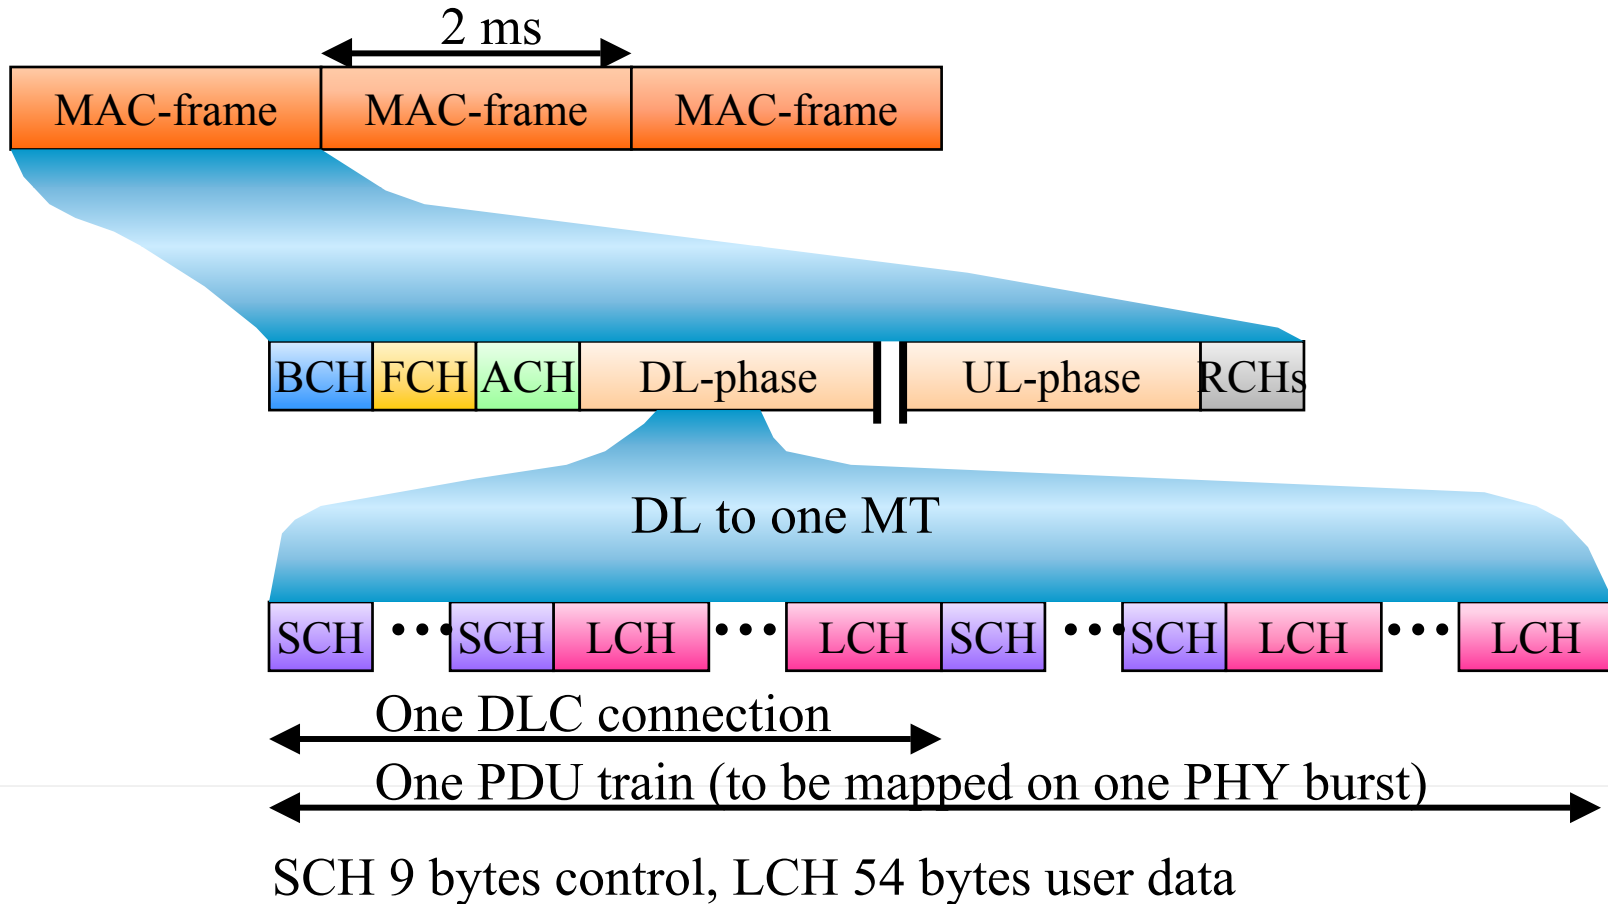 2 ms
MAC-frame MAC-frame MAC-frame
BCH FCH ACH DL-phase UL-phase RCHs
DL to one MT
SCH ••• SCH LCH ••• LCH SCH ••• SCH LCH ••• LCH
One DLC connection
One PDU train (to be mapped on one PHY burst)
SCH 9 bytes control, LCH 54 bytes user data